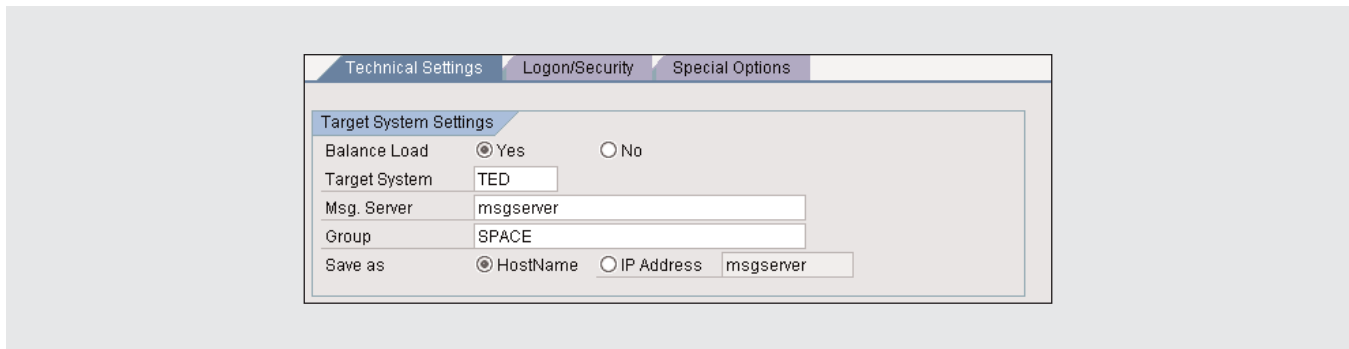 Technical Settings Logon/Security Special Options
Target System Settings
Balance Load Yes No
Target System TED
Msg. Server msgserver
Group SPACE
Save as HostName IP Address msgserver